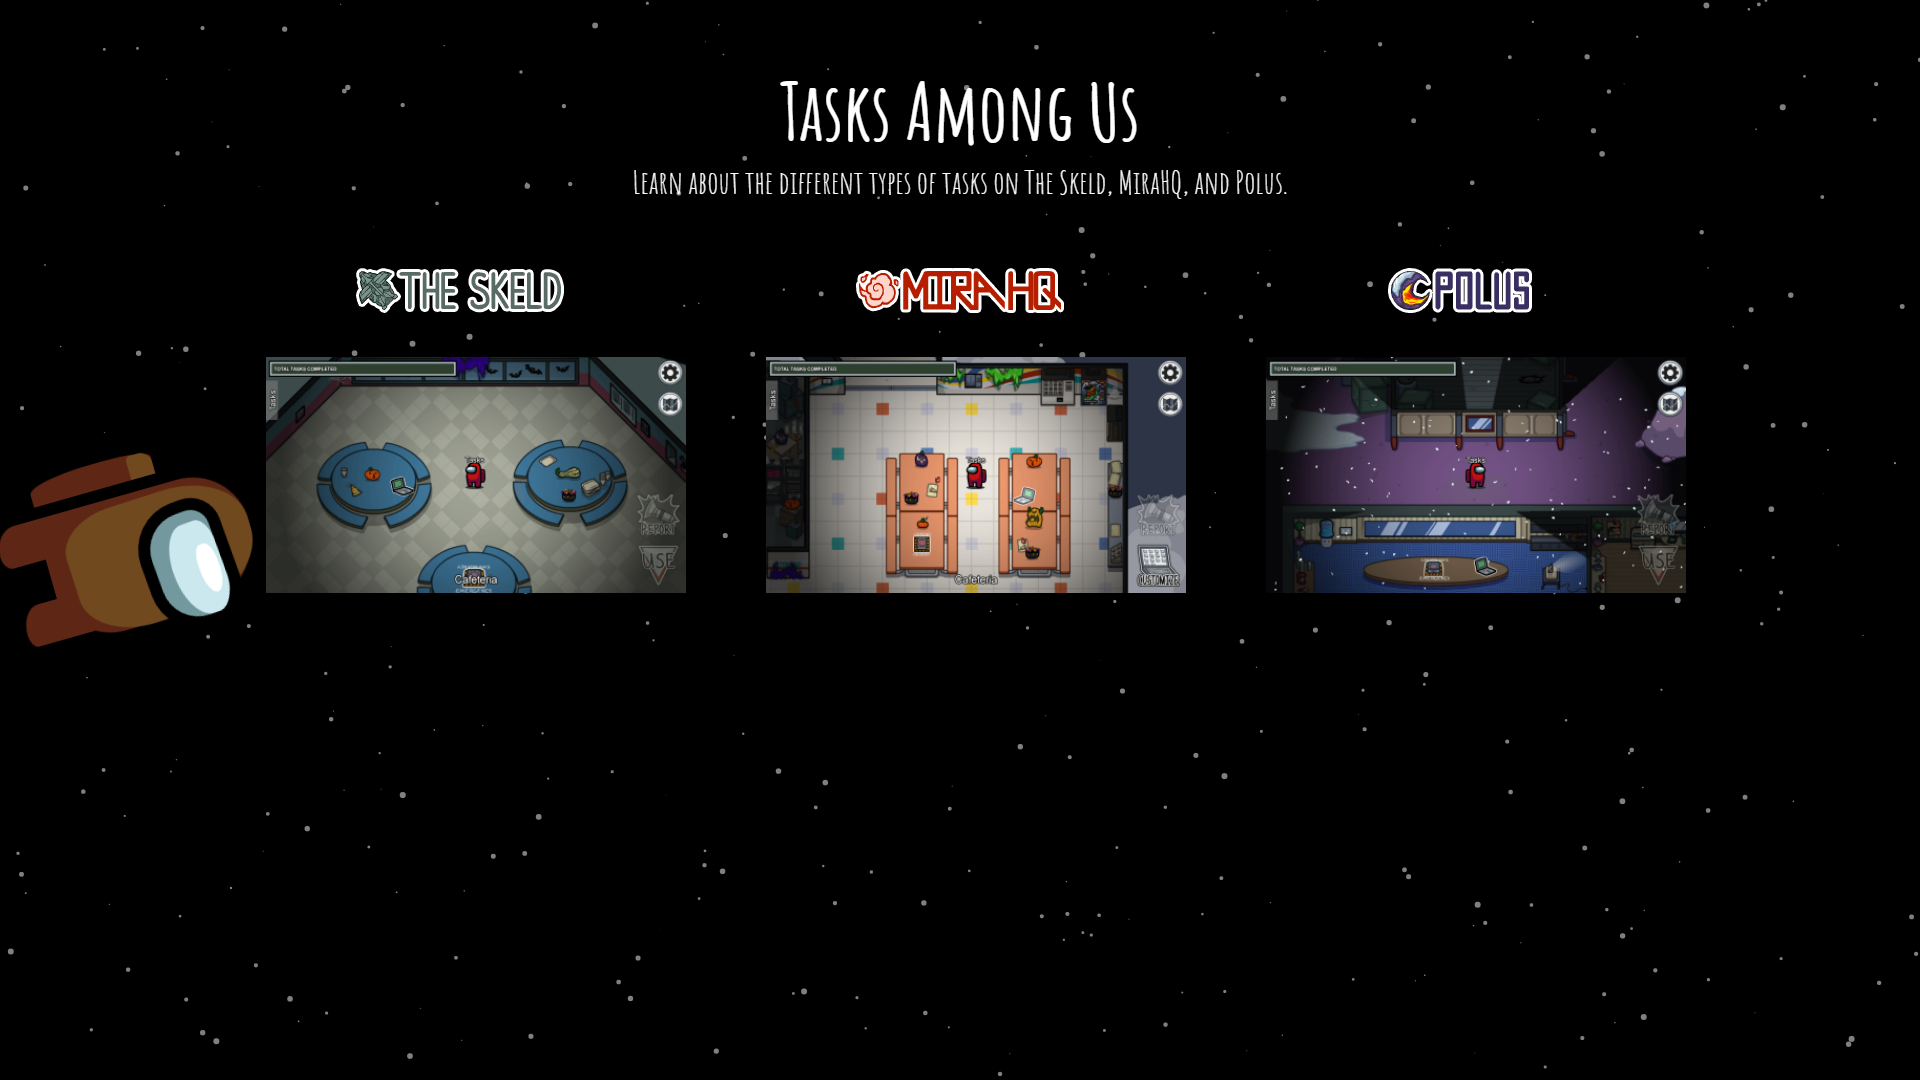 Tasks Among Us
Learn about the different types of tasks on The Skeld, MiraHQ, and Polus.
THE SKELD
MIRA HQ
POLUS
TOTAL TASKS COMPLETED
Tasks
Tasks
REPORT
USE
Cafeteria
EMERGENCY
TOTAL TASKS COMPLETED
Tasks
Tasks
REPORT
CUSTOMIZE
Cafeteria
TOTAL TASKS COMPLETED
Tasks
Tasks
REPORT
USE
EMERGENCY